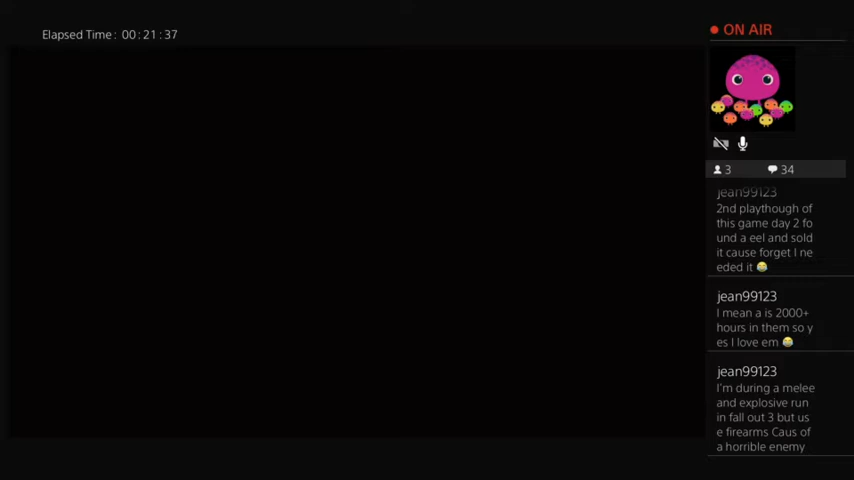 Elapsed Time: 00:21:37
ON AIR
3 34
jean99123
2nd playthough of
this game day 2 fo
und a eel and sold
it cause forget I ne
eded it 😂
jean99123
I mean a is 2000+
hours in them so y
es I love em 😂
jean99123
I'm during a melee
and explosive run
in fall out 3 but us
e firearms Caus of
a horrible enemy